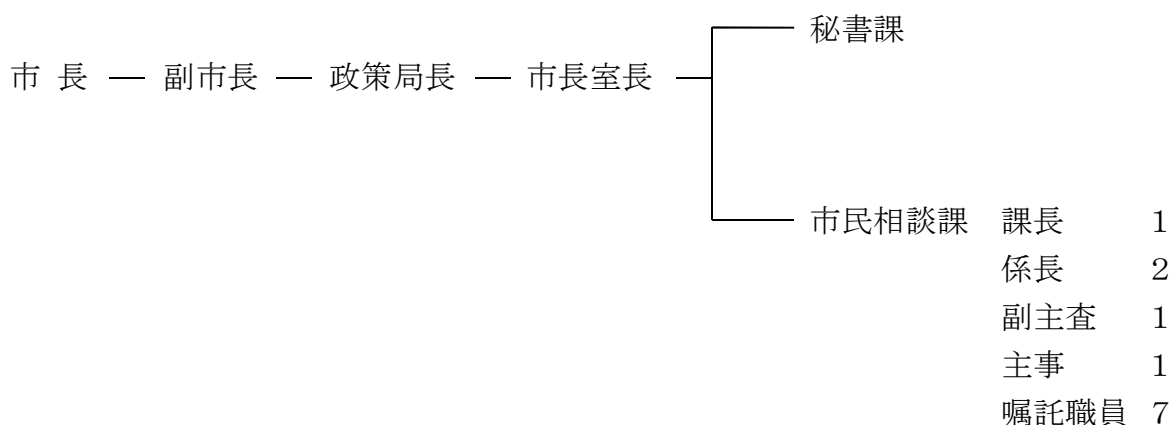 秘書課
市 長 ― 副市長 ― 政策局長 ― 市長室長
市民相談課 課長 1
係長 2
副主査 1
主事 1
嘱託職員 7